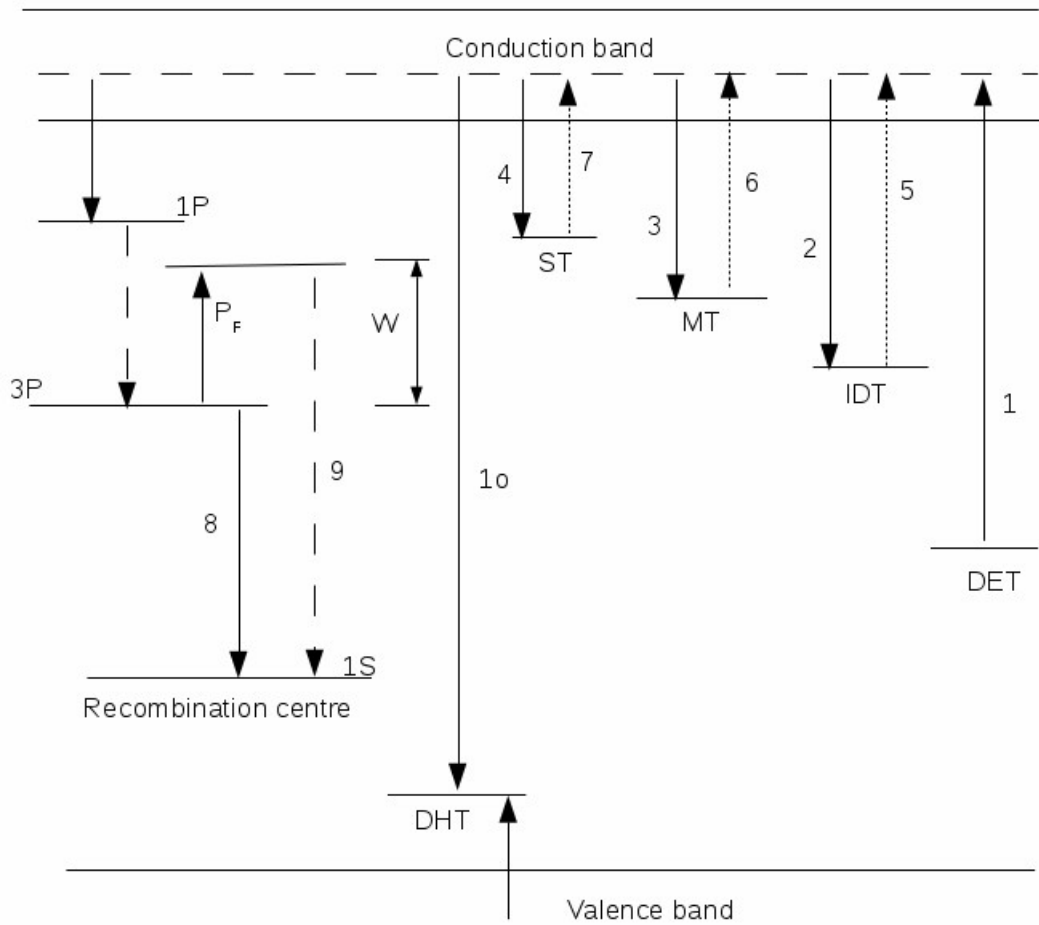 Conduction band
1P
4
7
ST
3
6
MT
2
5
IDT
1
DET
P_F
W
3P
8
9
1o
1S
Recombination centre
DHT
Valence band